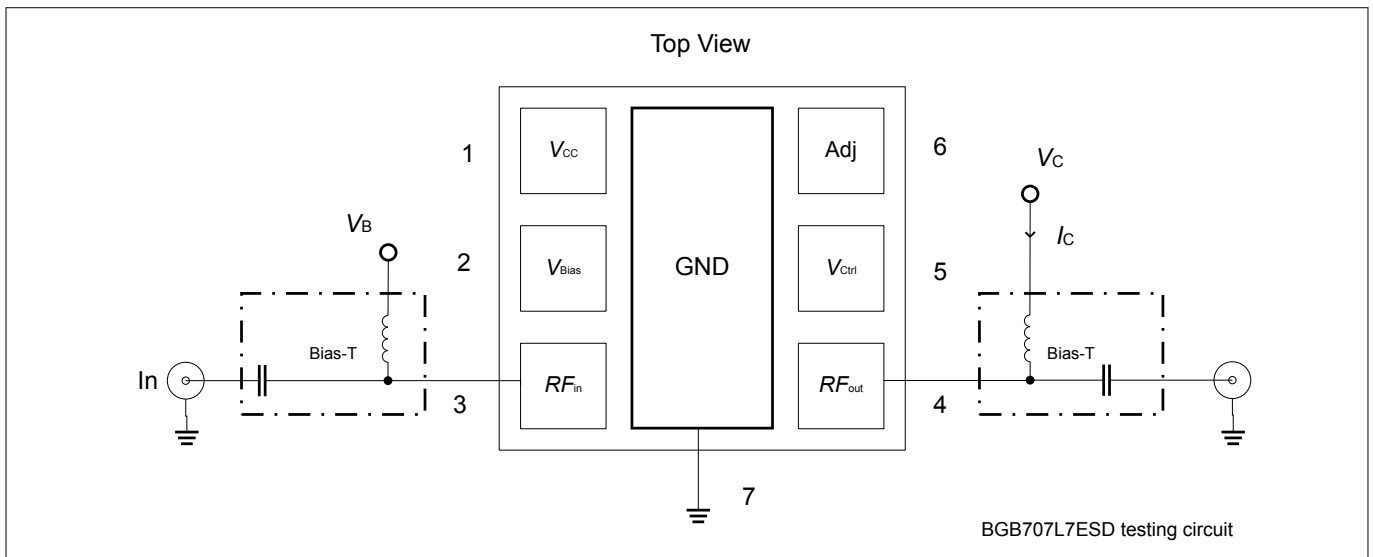 Top View
1
VCC
Adj
6
VC
VB
IC
2
VBias
GND
VCtrl
5
Bias-T
Bias-T
In
RFin
RFout
3
4
7
BGB707L7ESD testing circuit